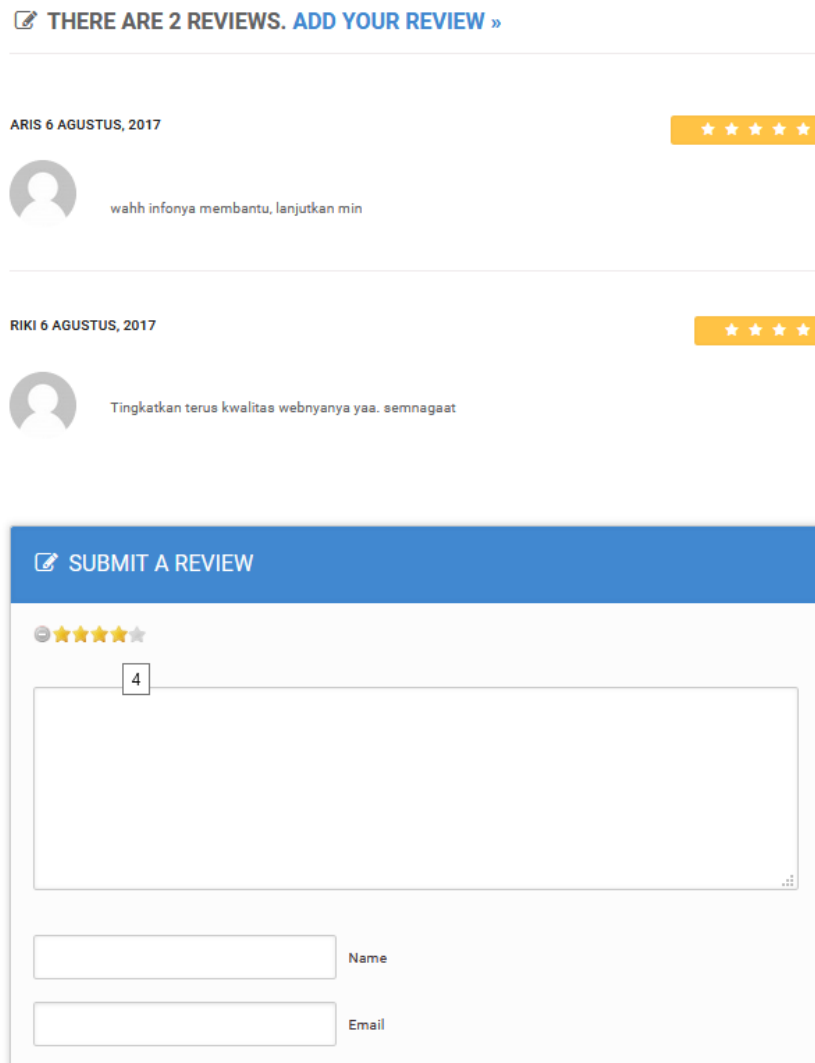 THERE ARE 2 REVIEWS. ADD YOUR REVIEW »
ARIS 6 AGUSTUS, 2017
wahh infonya membantu, lanjutkan min
RIKI 6 AGUSTUS, 2017
Tingkatkan terus kwalitas webnyanya yaa. semnagaat
SUBMIT A REVIEW
4
Name
Email